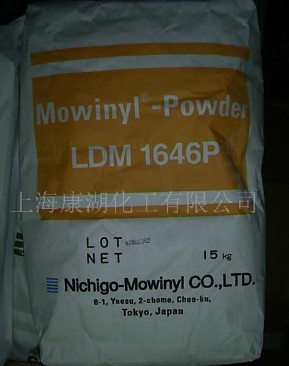 Mowinyl®-Powder
LDM 1646P
上海康湖化工有限公司
LOT
NET 15 kg
Nichigo-Mowinyl CO.,LTD.
8-1, Yaesu, 2-chome, Chuo-ku,
Tokyo, Japan